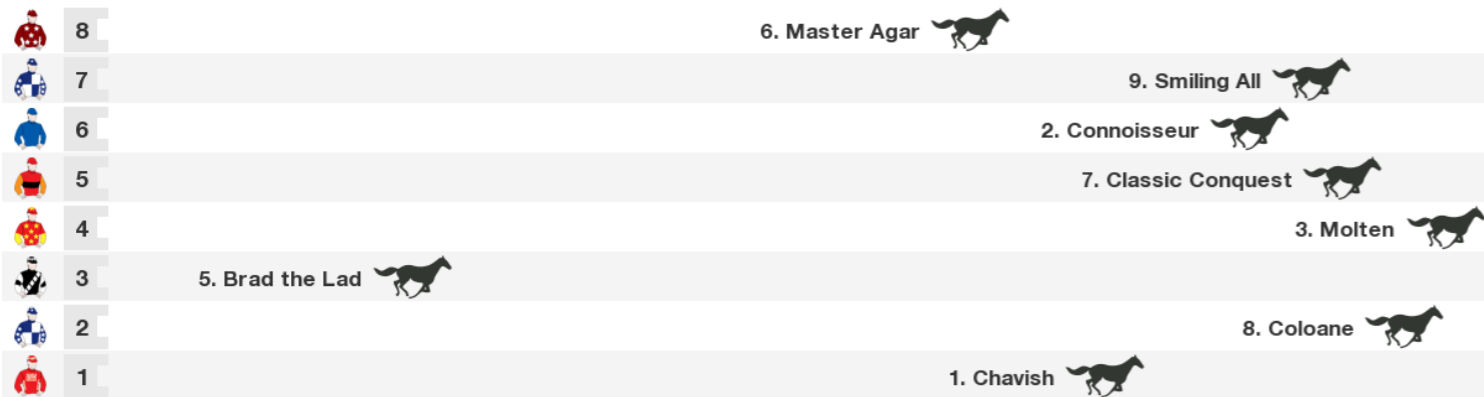 8 6. Master Agar
7 9. Smiling All
6 2. Connoisseur
5 7. Classic Conquest
4 3. Molten
3 5. Brad the Lad
2 8. Coloane
1 1. Chavish